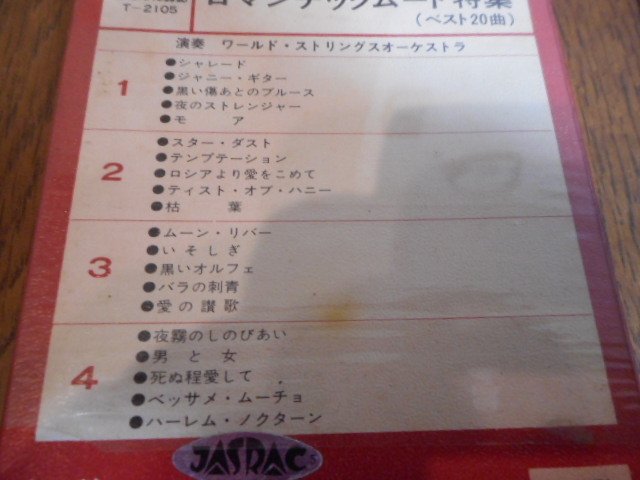 T-2105
ロマンチックムード特集
(ベスト20曲)
演奏 ワールド・ストリングスオーケストラ
1
●シャレード
●ジャニー・ギター
●黒い傷あとのブルース
●夜のストレンジャー
●モア
2
●スター・ダスト
●テンプテーション
●ロシアより愛をこめて
●ティスト・オブ・ハニー
●枯葉
3
●ムーン・リバー
●いそしぎ
●黒いオルフェ
●バラの刺青
●愛の讃歌
4
●夜霧のしのびあい
●男と女
●死ぬ程愛して
●ベッサメ・ムーチョ
●ハーレム・ノクターン
JASRAC S